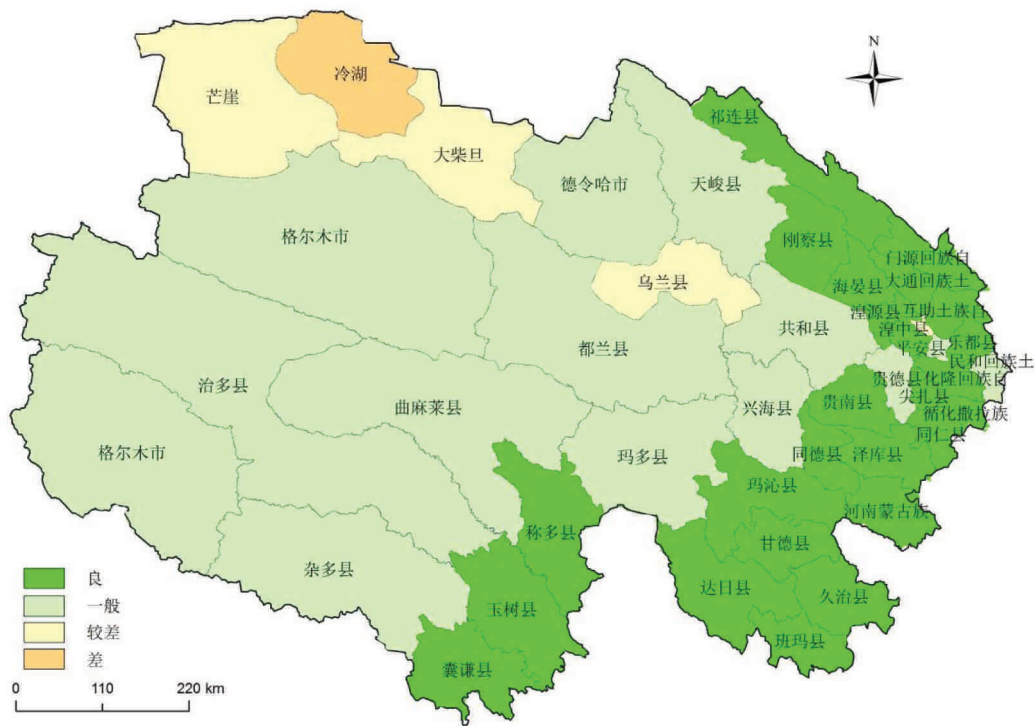 N
冷湖
芒崖
祁连县
大柴旦
德令哈市
天峻县
格尔木市
刚察县
门源回族自
乌兰县
海晏县
大通回族土
湟源县
互助土族自
共和县
湟中县
都兰县
平安县
乐都县
民和回族土
治多县
贵德县
化隆回族自
曲麻莱县
兴海县
贵南县
尖扎县
循化撒拉族
格尔木市
玛多县
同仁县
同德县
泽库县
玛沁县
称多县
河南蒙古族
甘德县
杂多县
达日县
久治县
玉树县
班玛县
囊谦县
良
一般
较差
差
0 110 220 km